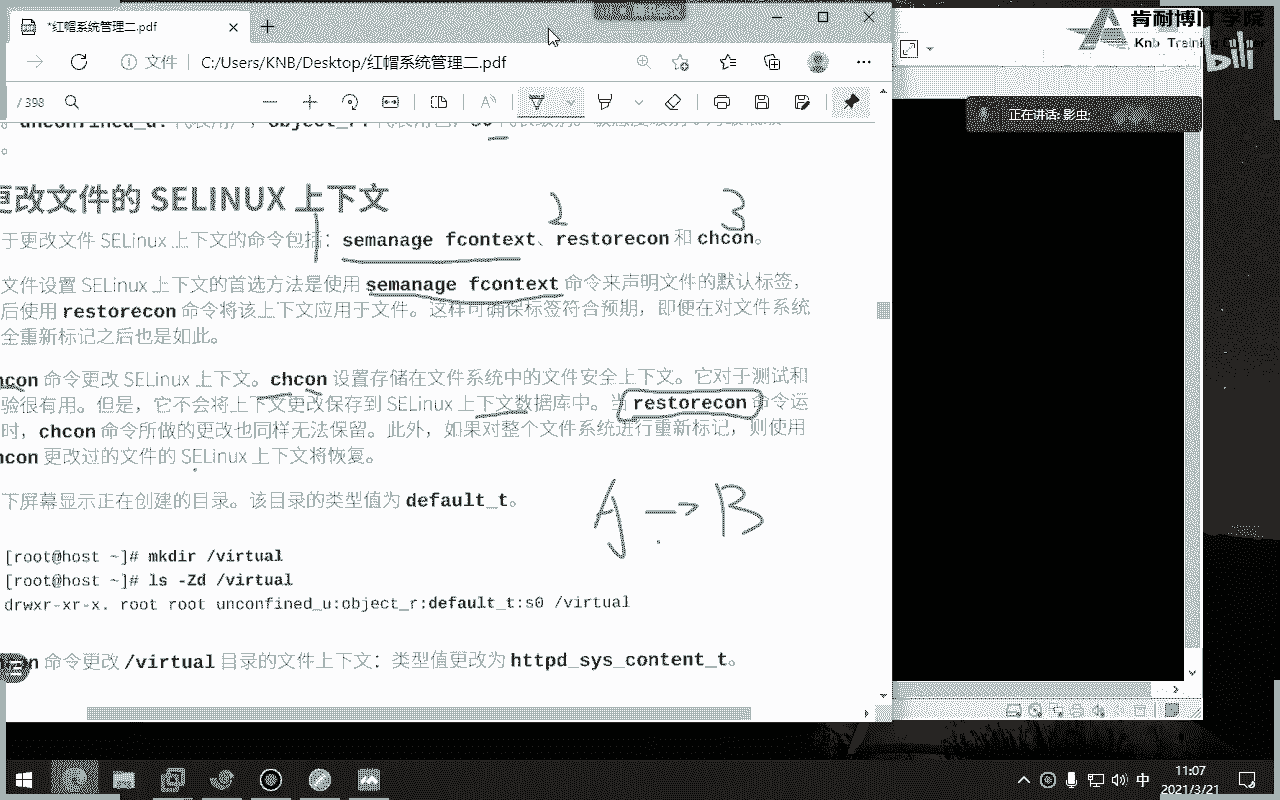 *红帽系统管理二.pdf
肯耐博IT学院
Knb Training
bili
文件 C:/Users/KNB/Desktop/红帽系统管理二.pdf
/ 398
正在讲话: 影虫;
更改文件的 SELINUX 上下文
1 2 3
于更改文件 SELinux 上下文的命令包括：semanage fcontext、restorecon 和 chcon。
文件设置 SELinux 上下文的首选方法是使用 semanage fcontext 命令来声明文件的默认标签，
后使用 restorecon 命令将该上下文应用于文件。这样可确保标签符合预期，即便在对文件系统
全重新标记之后也是如此。
hcon 命令更改 SELinux 上下文。chcon 设置存储在文件系统中的文件安全上下文。它对于测试和
验很有用。但是，它不会将上下文更改保存到 SELinux 上下文数据库中。当 restorecon 命令运
时，chcon 命令所做的更改也同样无法保留。此外，如果对整个文件系统进行重新标记，则使用
hcon 更改过的文件的 SELinux 上下文将恢复。
下屏幕显示正在创建的目录。该目录的类型值为 default_t。
A -> B
[root@host ~]# mkdir /virtual
[root@host ~]# ls -Zd /virtual
drwxr-xr-x. root root unconfined_u:object_r:default_t:s0 /virtual
命令更改 /virtual 目录的文件上下文：类型值更改为 httpd_sys_content_t。
中
11:07
2021/3/21